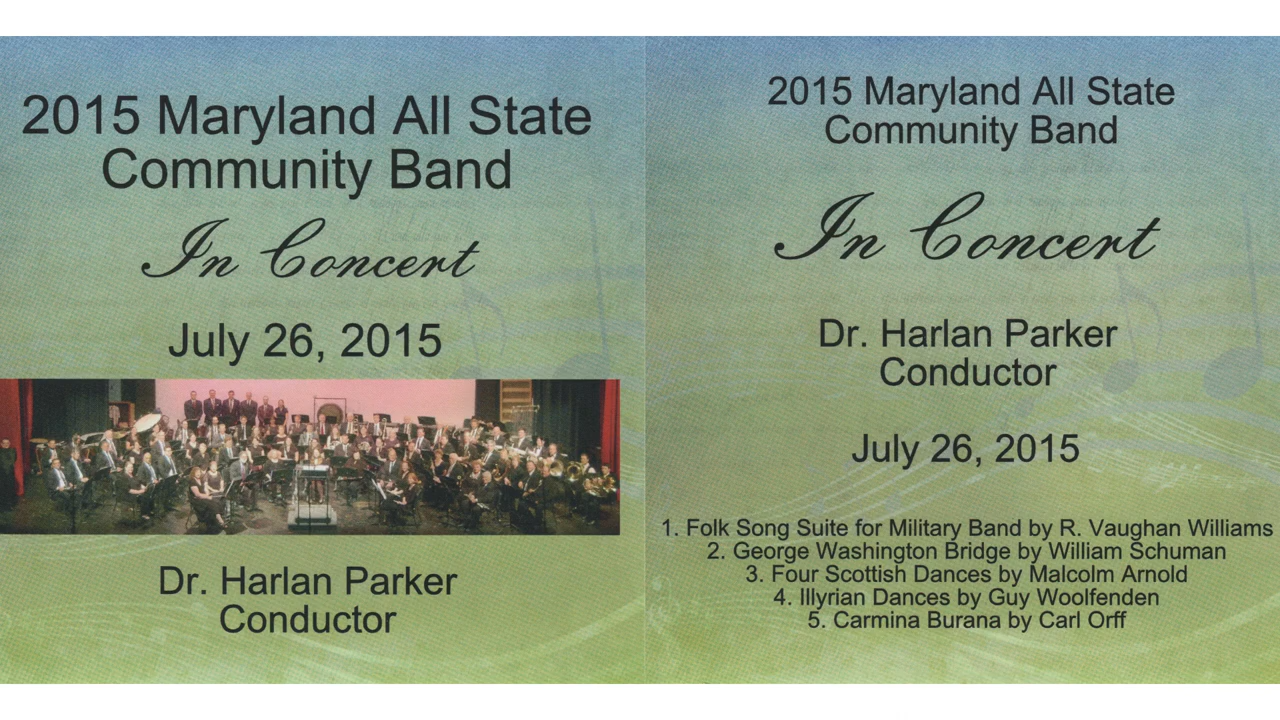 2015 Maryland All State
Community Band
In Concert
July 26, 2015
Dr. Harlan Parker
Conductor
2015 Maryland All State
Community Band
In Concert
Dr. Harlan Parker
Conductor
July 26, 2015
1. Folk Song Suite for Military Band by R. Vaughan Williams
2. George Washington Bridge by William Schuman
3. Four Scottish Dances by Malcolm Arnold
4. Illyrian Dances by Guy Woolfenden
5. Carmina Burana by Carl Orff